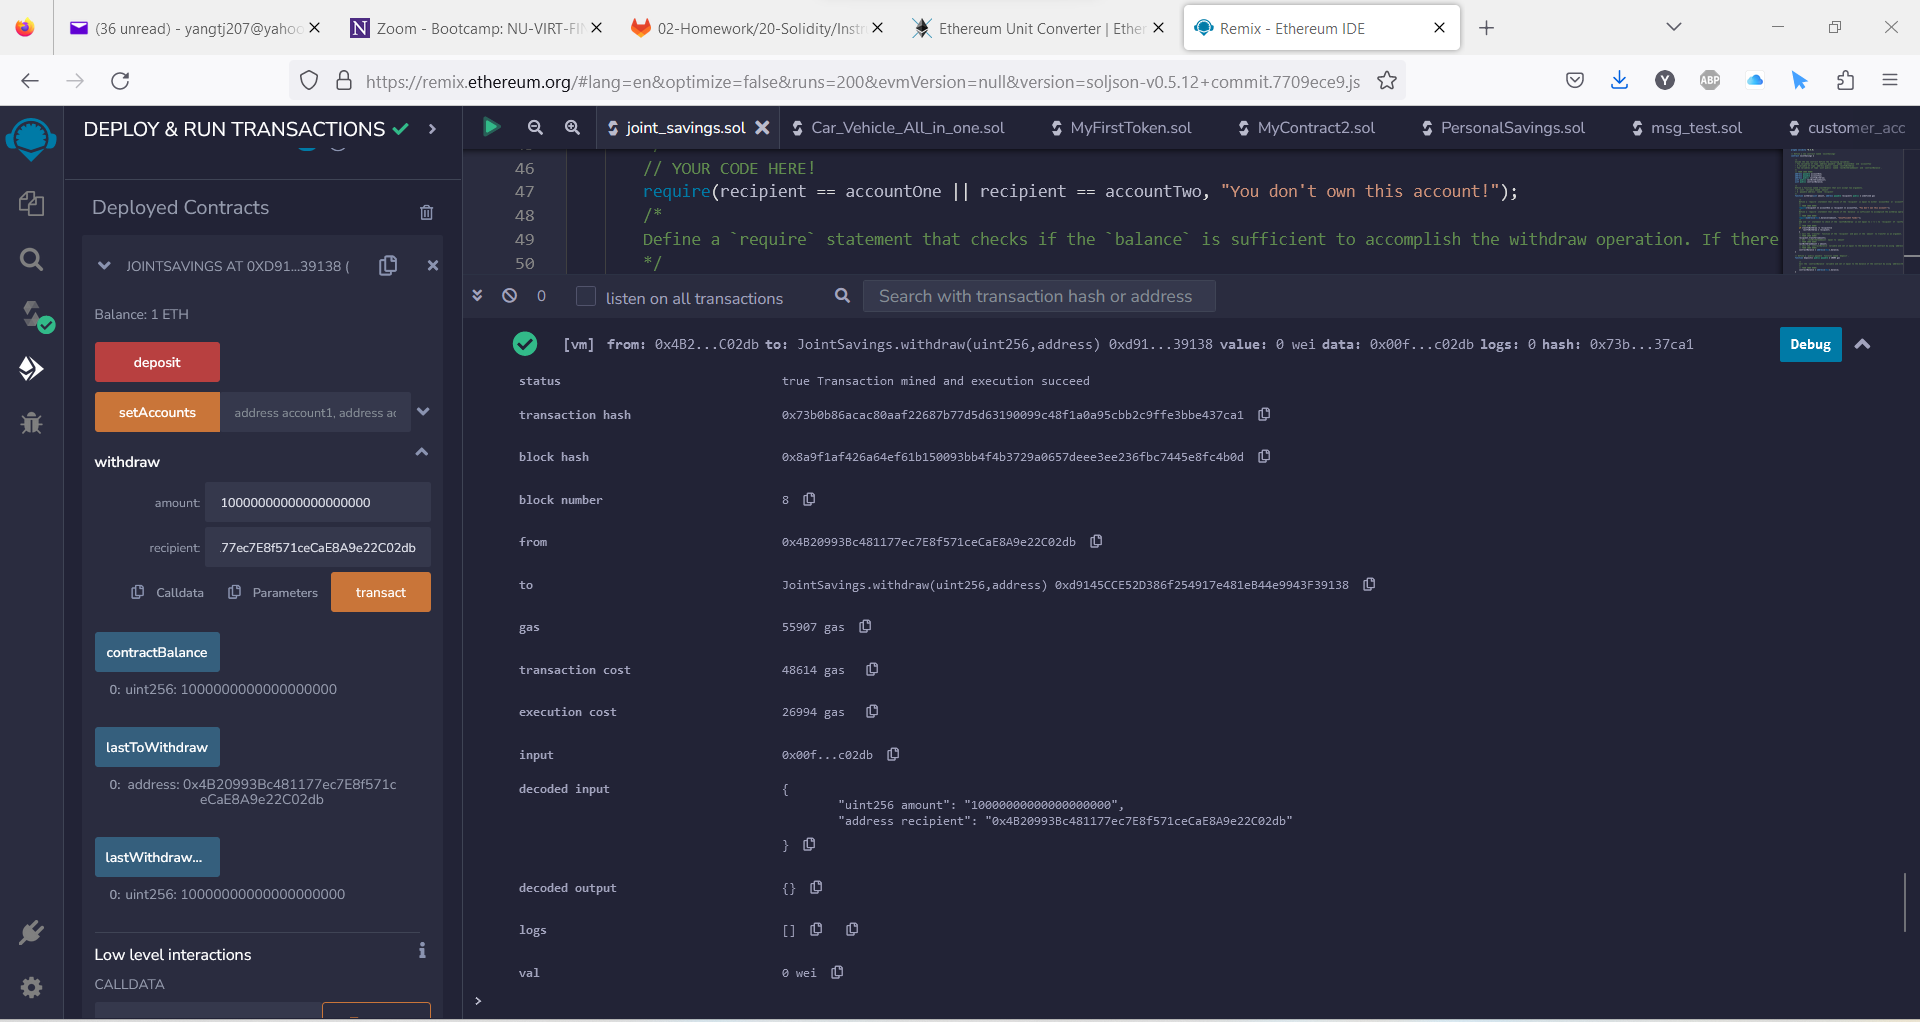 (36 unread) - yangtj207@yahoo
Zoom - Bootcamp: NU-VIRT-FIN
02-Homework/20-Solidity/Instru
Ethereum Unit Converter | Ether
Remix - Ethereum IDE
https://remix.ethereum.org/#lang=en&optimize=false&runs=200&evmVersion=null&version=soljson-v0.5.12+commit.7709ece9.js
Y
ABP
DEPLOY & RUN TRANSACTIONS
joint_savings.sol
Car_Vehicle_All_in_one.sol
MyFirstToken.sol
MyContract2.sol
PersonalSavings.sol
msg_test.sol
customer_acc
46 // YOUR CODE HERE!
47 require(recipient == accountOne || recipient == accountTwo, "You don't own this account!");
48 /*
49 Define a `require` statement that checks if the `balance` is sufficient to accomplish the withdraw operation. If there
50 */
Deployed Contracts
JOINTSAVINGS AT 0XD91...39138 (
Balance: 1 ETH
deposit
setAccounts address account1, address ac
withdraw
amount: 10000000000000000000
recipient: :77ec7E8f571ceCaE8A9e22C02db
Calldata Parameters transact
contractBalance
0: uint256: 1000000000000000000
lastToWithdraw
0: address: 0x4B20993Bc481177ec7E8f571c
eCaE8A9e22C02db
lastWithdraw...
0: uint256: 10000000000000000000
Low level interactions
i
CALLDATA
0 listen on all transactions Search with transaction hash or address
[vm] from: 0x4B2...C02db to: JointSavings.withdraw(uint256,address) 0xd91...39138 value: 0 wei data: 0x00f...c02db logs: 0 hash: 0x73b...37ca1 Debug
status true Transaction mined and execution succeed
transaction hash 0x73b0b86acac80aaf22687b77d5d63190099c48f1a0a95cbb2c9ffe3bbe437ca1
block hash 0x8a9f1af426a64ef61b150093bb4f4b3729a0657deee3ee236fbc7445e8fc4b0d
block number 8
from 0x4B20993Bc481177ec7E8f571ceCaE8A9e22C02db
to JointSavings.withdraw(uint256,address) 0xd9145CCE52D386f254917e481eB44e9943F39138
gas 55907 gas
transaction cost 48614 gas
execution cost 26994 gas
input 0x00f...c02db
decoded input {
"uint256 amount": "10000000000000000000",
"address recipient": "0x4B20993Bc481177ec7E8f571ceCaE8A9e22C02db"
}
decoded output {}
logs []
val 0 wei
>